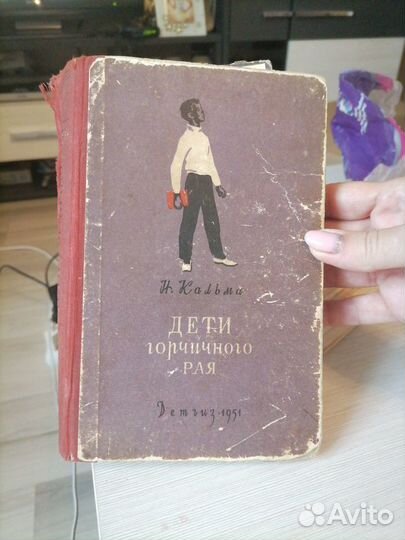 Н. Кальма
ДЕТИ
горчичного
РАЯ
Детгиз·1951
Avito